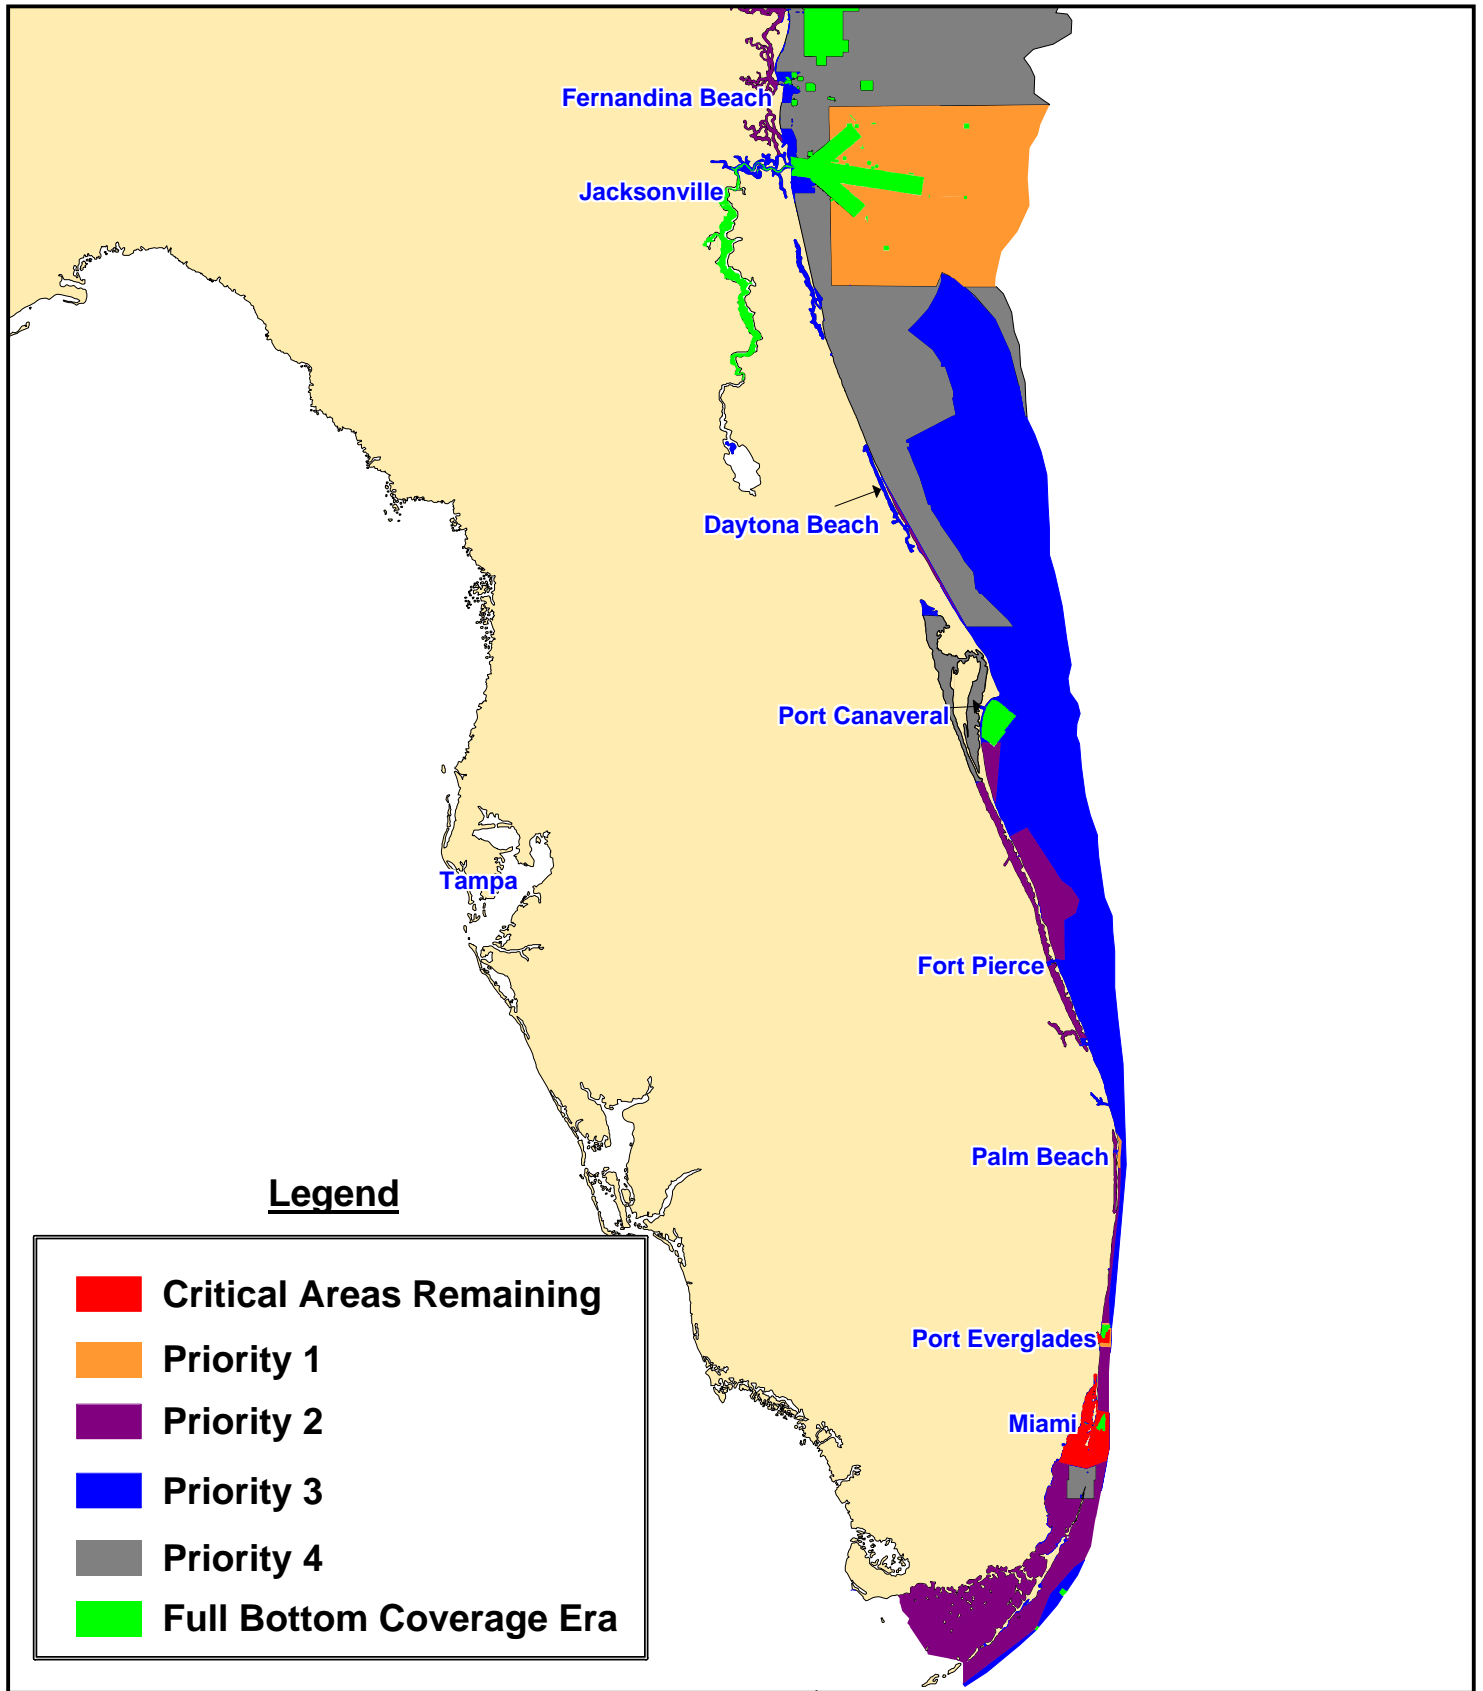 Fernandina Beach
Jacksonville
Daytona Beach
Port Canaveral
Tampa
Fort Pierce
Palm Beach
Port Everglades
Miami
Legend
Critical Areas Remaining
Priority 1
Priority 2
Priority 3
Priority 4
Full Bottom Coverage Era